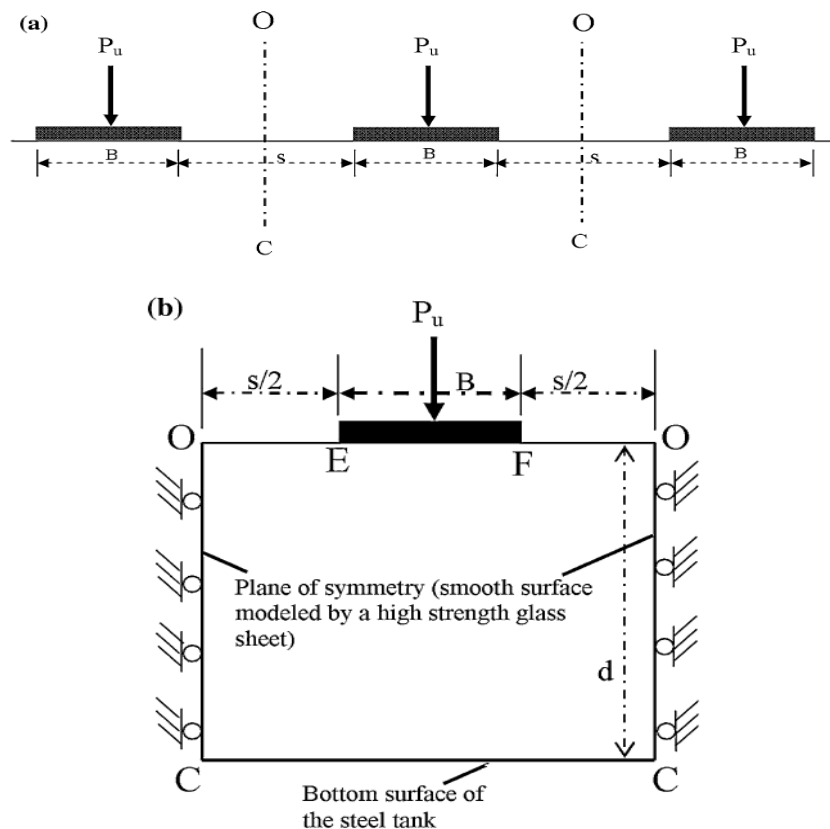 (a)
O O
Pu Pu Pu
B s B s B
C C
(b)
Pu
s/2 B s/2
O O
E F
Plane of symmetry (smooth surface
modeled by a high strength glass
sheet)
d
C C
Bottom surface of
the steel tank